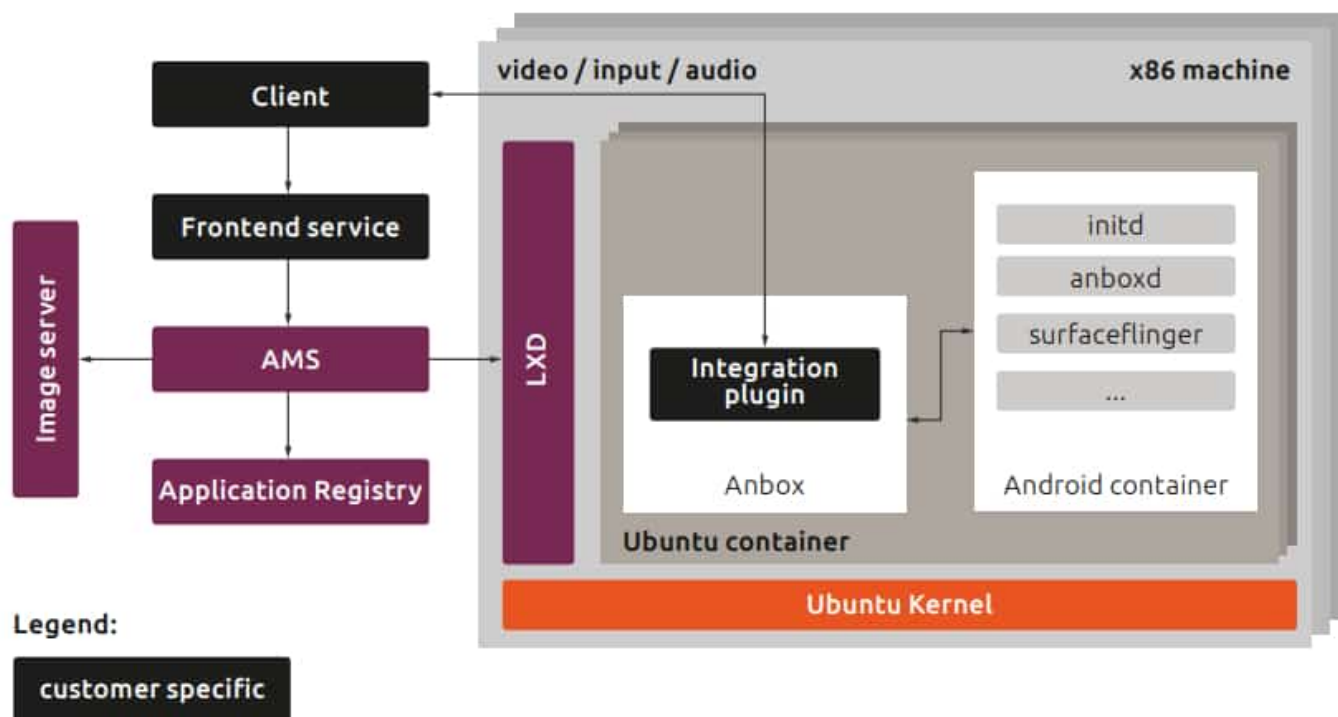 video / input / audio
x86 machine
Client
Frontend service
Image server
AMS
Application Registry
LXD
Integration
plugin
Anbox
initd
anboxd
surfaceflinger
...
Android container
Ubuntu container
Ubuntu Kernel
Legend:
customer specific